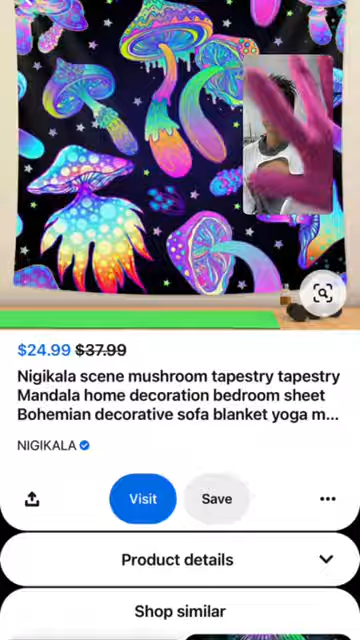 $24.99 $37.99
Nigikala scene mushroom tapestry tapestry
Mandala home decoration bedroom sheet
Bohemian decorative sofa blanket yoga m...
NIGIKALA
Visit
Save
Product details
Shop similar